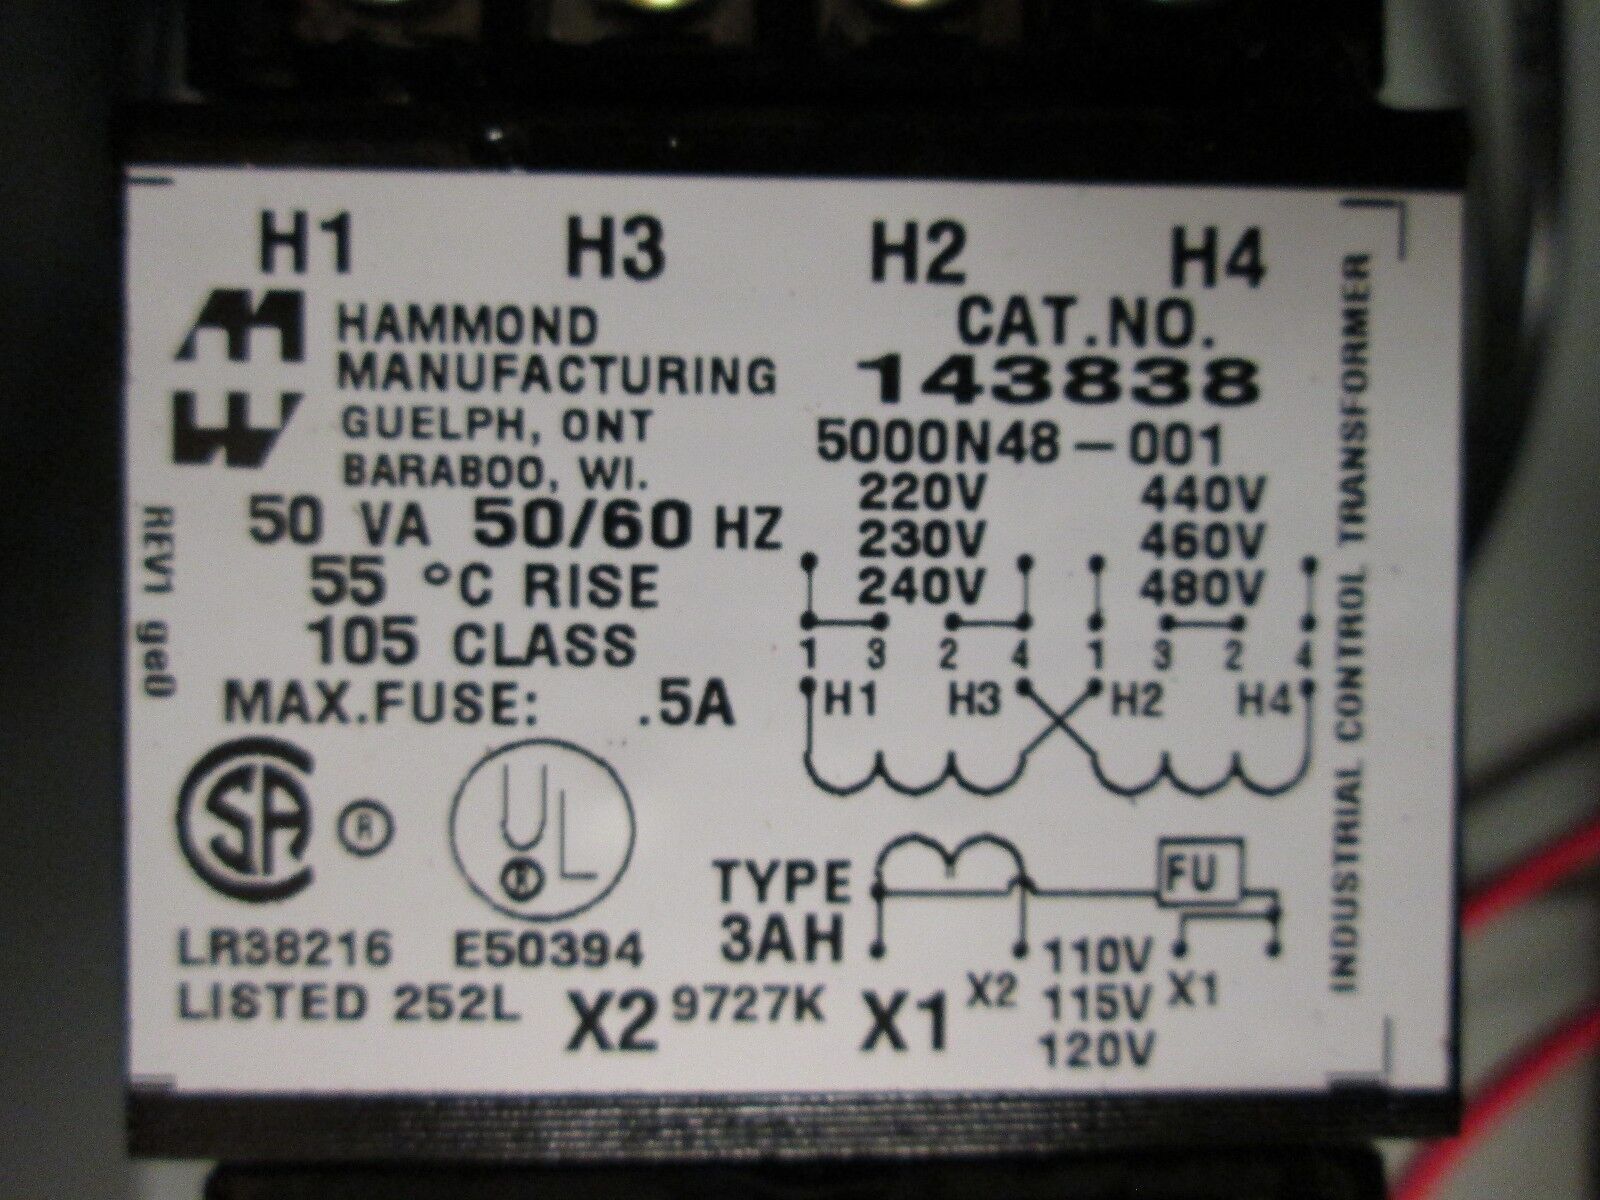 H1 H3 H2 H4
HAMMOND
MANUFACTURING
GUELPH, ONT
BARABOO, WI.
CAT.NO.
143838
5000N48-001
50 VA 50/60 HZ
55 °C RISE
105 CLASS
MAX.FUSE: .5A
220V 440V
230V 460V
240V 480V
1 3 2 4 1 3 2 4
H1 H3 H2 H4
REV1 geD
INDUSTRIAL CONTROL TRANSFORMER
SA ®
UL ®
TYPE
3AH
FU
LR38216 E50394
LISTED 252L
X2 9727K X1
X2 110V X1
115V
120V